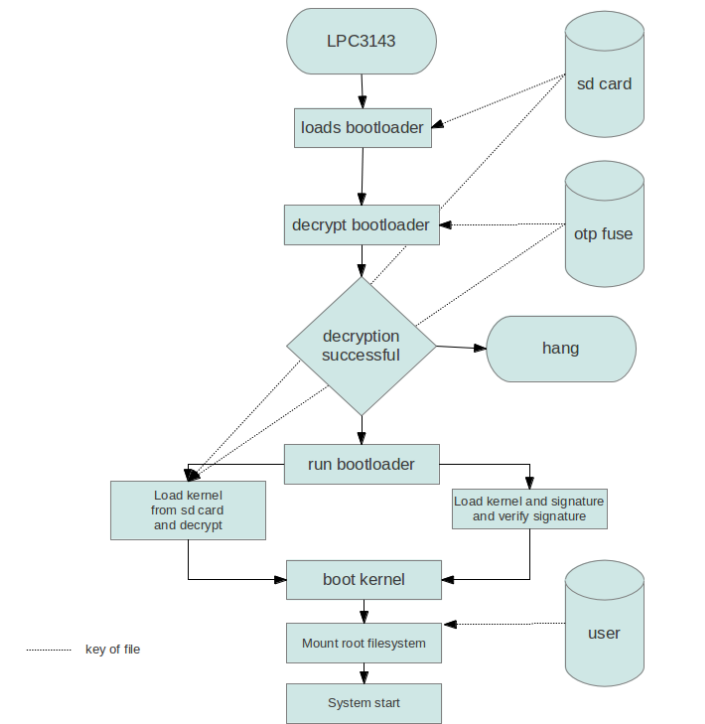 LPC3143
sd card
loads bootloader
decrypt bootloader
otp fuse
decryption
successful
hang
run bootloader
Load kernel
from sd card
and decrypt
Load kernel and signature
and verify signature
boot kernel
user
Mount root filesystem
key of file
System start